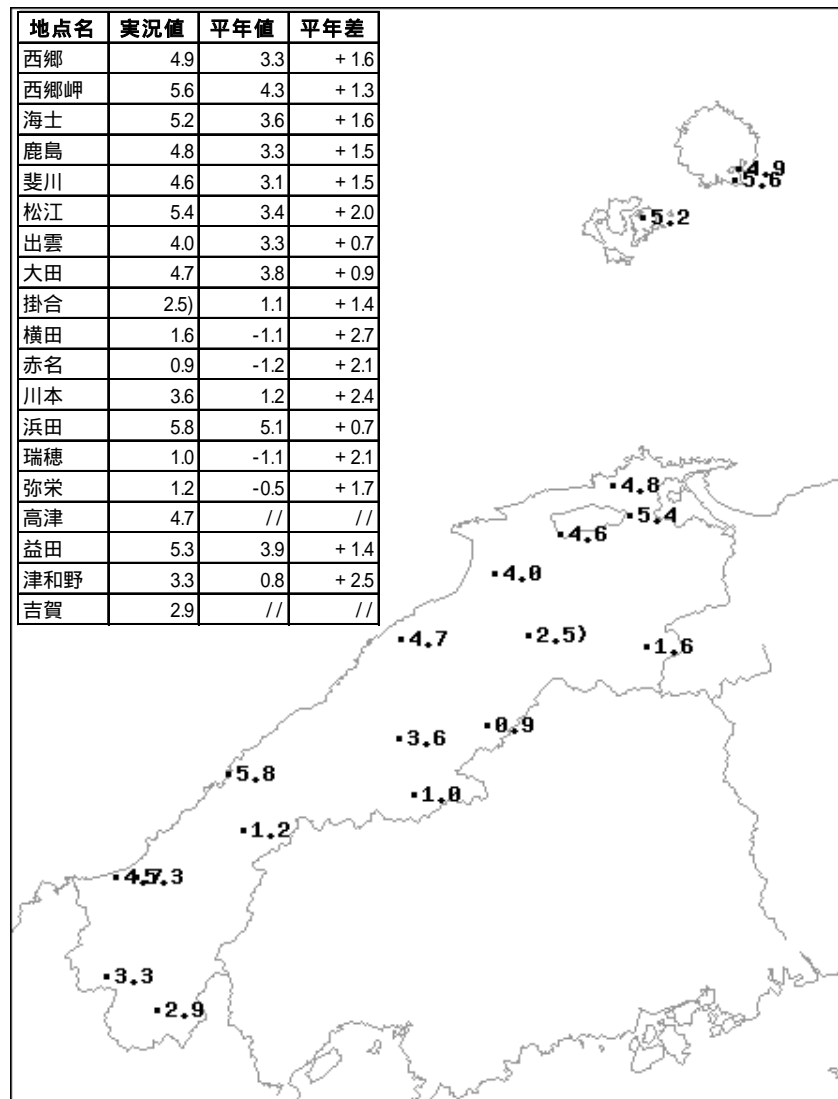 地点名 実況値 平年値 平年差
西郷 4.9 3.3 + 1.6
西郷岬 5.6 4.3 + 1.3
海士 5.2 3.6 + 1.6
鹿島 4.8 3.3 + 1.5
斐川 4.6 3.1 + 1.5
松江 5.4 3.4 + 2.0
出雲 4.0 3.3 + 0.7
大田 4.7 3.8 + 0.9
掛合 2.5) 1.1 + 1.4
横田 1.6 -1.1 + 2.7
赤名 0.9 -1.2 + 2.1
川本 3.6 1.2 + 2.4
浜田 5.8 5.1 + 0.7
瑞穂 1.0 -1.1 + 2.1
弥栄 1.2 -0.5 + 1.7
高津 4.7 // //
益田 5.3 3.9 + 1.4
津和野 3.3 0.8 + 2.5
吉賀 2.9 // //
4.9
5.6
5.2
4.8
5.4
4.6
4.0
4.7
2.5)
1.6
0.9
3.6
5.8
1.0
1.2
4.7
5.3
3.3
2.9